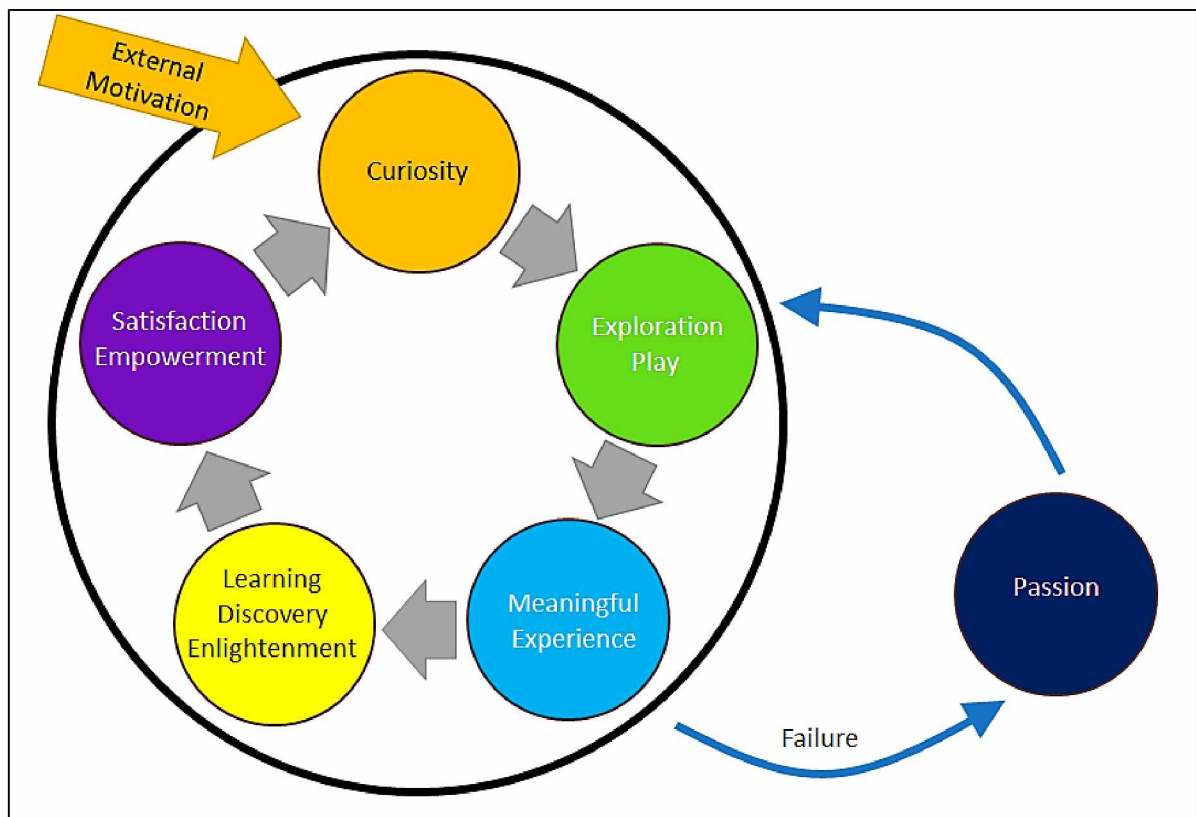 External
Motivation
Curiosity
Exploration
Play
Meaningful
Experience
Learning
Discovery
Enlightenment
Satisfaction
Empowerment
Failure
Passion